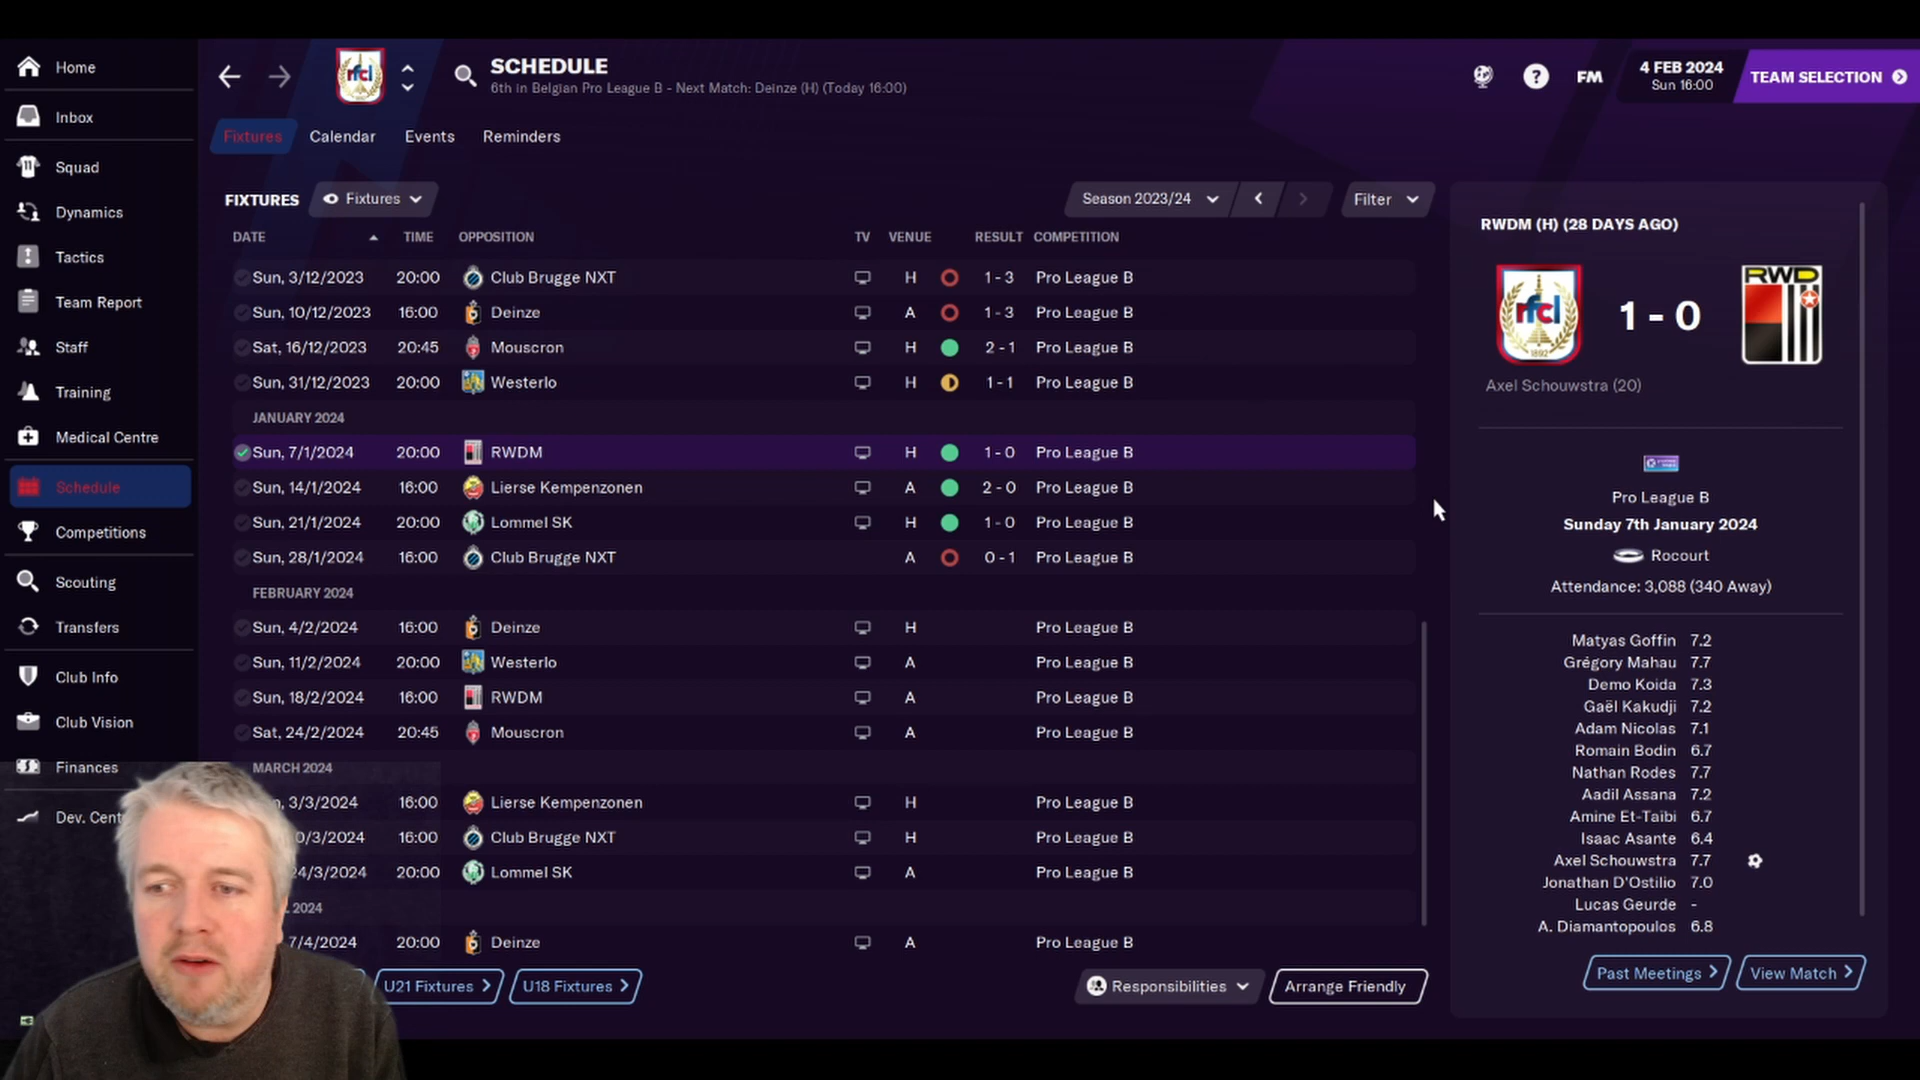 Home
Inbox
Squad
Dynamics
Tactics
Team Report
Staff
Training
Medical Centre
Schedule
Competitions
Scouting
Transfers
Club Info
Club Vision
Finances
Dev. Cent
rfcl
1892
SCHEDULE
6th in Belgian Pro League B - Next Match: Deinze (H) (Today 16:00)
?
FM
4 FEB 2024
Sun 16:00
TEAM SELECTION
Fixtures Calendar Events Reminders
FIXTURES Fixtures Season 2023/24 Filter
DATE TIME OPPOSITION TV VENUE RESULT COMPETITION
Sun, 3/12/2023 20:00 Club Brugge NXT H 1 - 3 Pro League B
Sun, 10/12/2023 16:00 Deinze A 1 - 3 Pro League B
Sat, 16/12/2023 20:45 Mouscron H 2 - 1 Pro League B
Sun, 31/12/2023 20:00 Westerlo H 1 - 1 Pro League B
JANUARY 2024
Sun, 7/1/2024 20:00 RWDM H 1 - 0 Pro League B
Sun, 14/1/2024 16:00 Lierse Kempenzonen A 2 - 0 Pro League B
Sun, 21/1/2024 20:00 Lommel SK H 1 - 0 Pro League B
Sun, 28/1/2024 16:00 Club Brugge NXT A 0 - 1 Pro League B
FEBRUARY 2024
Sun, 4/2/2024 16:00 Deinze H Pro League B
Sun, 11/2/2024 20:00 Westerlo A Pro League B
Sun, 18/2/2024 16:00 RWDM A Pro League B
Sat, 24/2/2024 20:45 Mouscron A Pro League B
MARCH 2024
3/3/2024 16:00 Lierse Kempenzonen H Pro League B
0/3/2024 16:00 Club Brugge NXT H Pro League B
24/3/2024 20:00 Lommel SK A Pro League B
2024
7/4/2024 20:00 Deinze A Pro League B
U21 Fixtures U18 Fixtures Responsibilities Arrange Friendly
RWDM (H) (28 DAYS AGO)
rfcl
1892
1 - 0
RWD
Axel Schouwstra (20)
Pro League B
Sunday 7th January 2024
Rocourt
Attendance: 3,088 (340 Away)
Matyas Goffin 7.2
Grégory Mahau 7.7
Demo Koida 7.3
Gaël Kakudji 7.2
Adam Nicolas 7.1
Romain Bodin 6.7
Nathan Rodes 7.7
Aadil Assana 7.2
Amine Et-Taibi 6.7
Isaac Asante 6.4
Axel Schouwstra 7.7
Jonathan D'Ostilio 7.0
Lucas Geurde -
A. Diamantopoulos 6.8
Past Meetings View Match